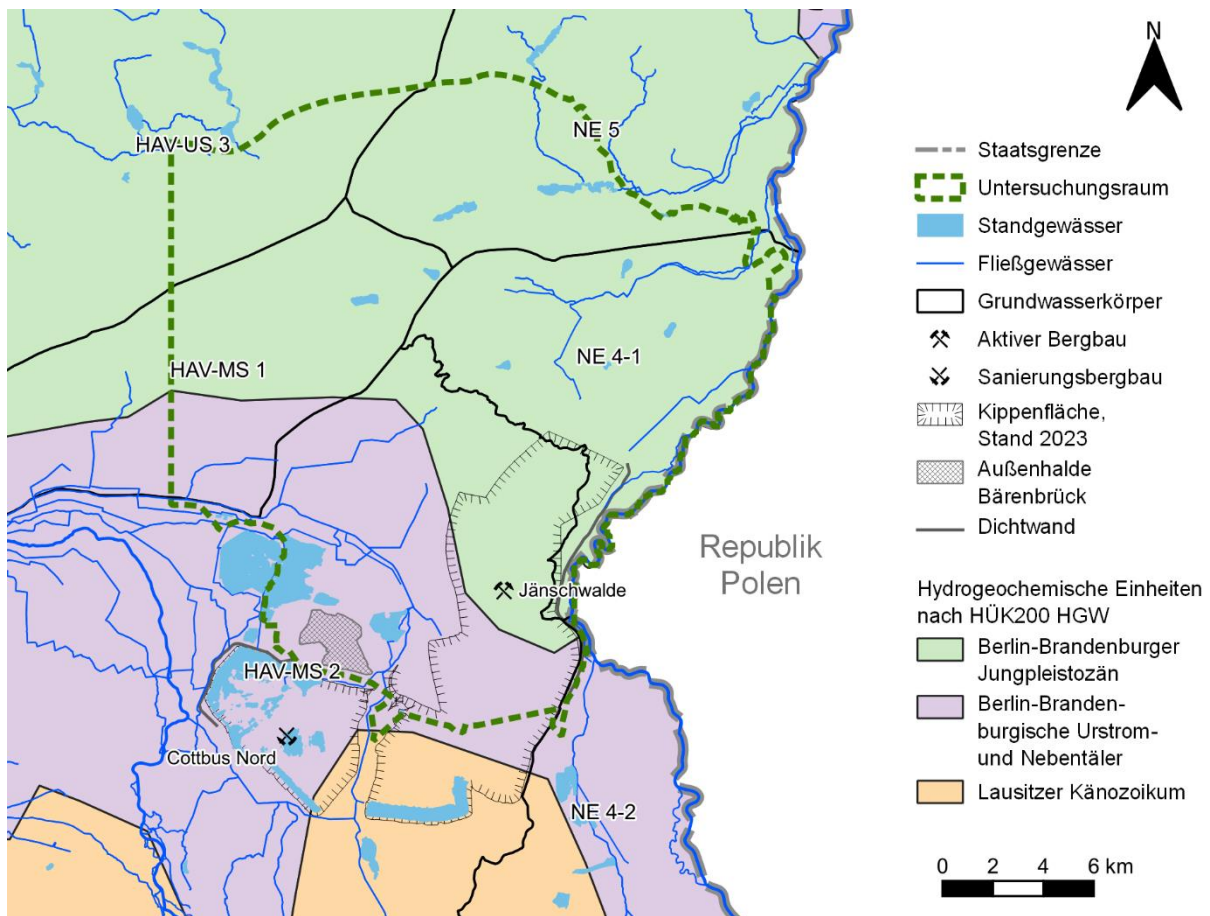 HAV-US 3
NE 5
HAV-MS 1
NE 4-1
Republik
Polen
Jänschwalde
HAV-MS 2
Cottbus Nord
NE 4-2
N
Staatsgrenze
Untersuchungsraum
Standgewässer
Fließgewässer
Grundwasserkörper
Aktiver Bergbau
Sanierungsbergbau
Kippenfläche,
Stand 2023
Außenhalde
Bärenbrück
Dichtwand
Hydrogeochemische Einheiten
nach HÜK200 HGW
Berlin-Brandenburger
Jungpleistozän
Berlin-Branden-
burgische Urstrom-
und Nebentäler
Lausitzer Känozoikum
0 2 4 6 km